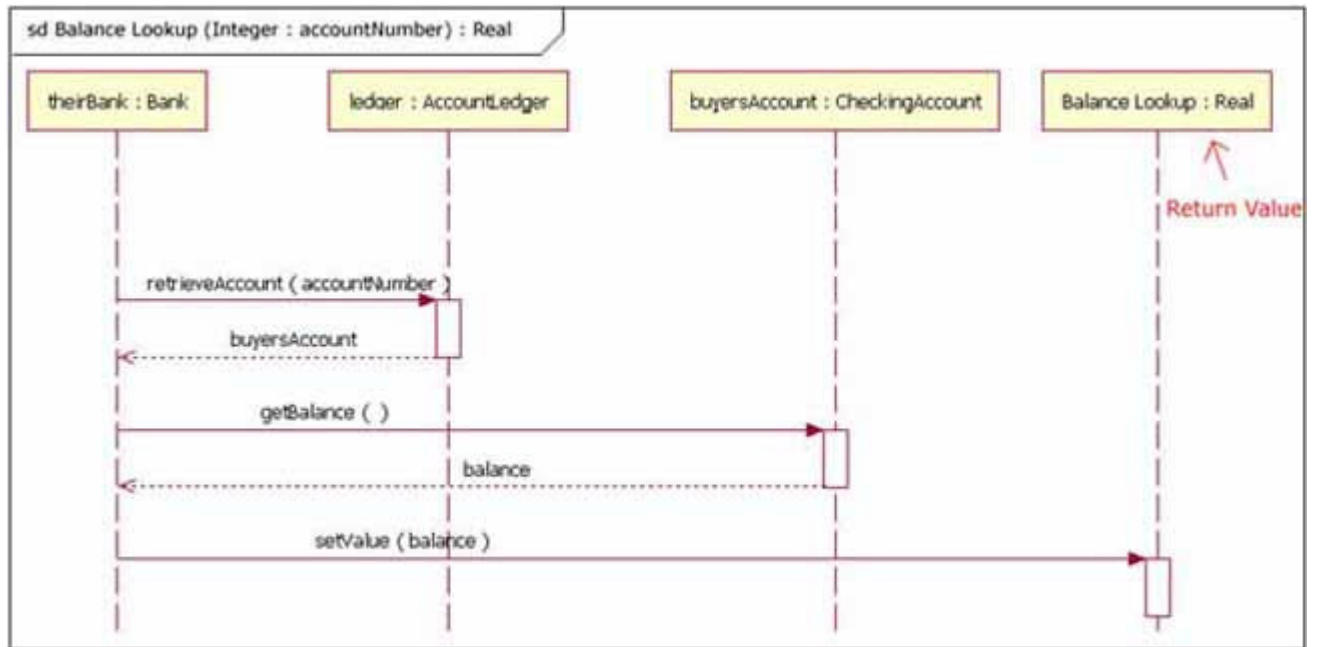 sd Balance Lookup (Integer : accountNumber) : Real
theirBank : Bank
ledger : AccountLedger
buyersAccount : CheckingAccount
Balance Lookup : Real
Return Value
retrieveAccount ( accountNumber )
buyersAccount
getBalance ( )
balance
setValue ( balance )